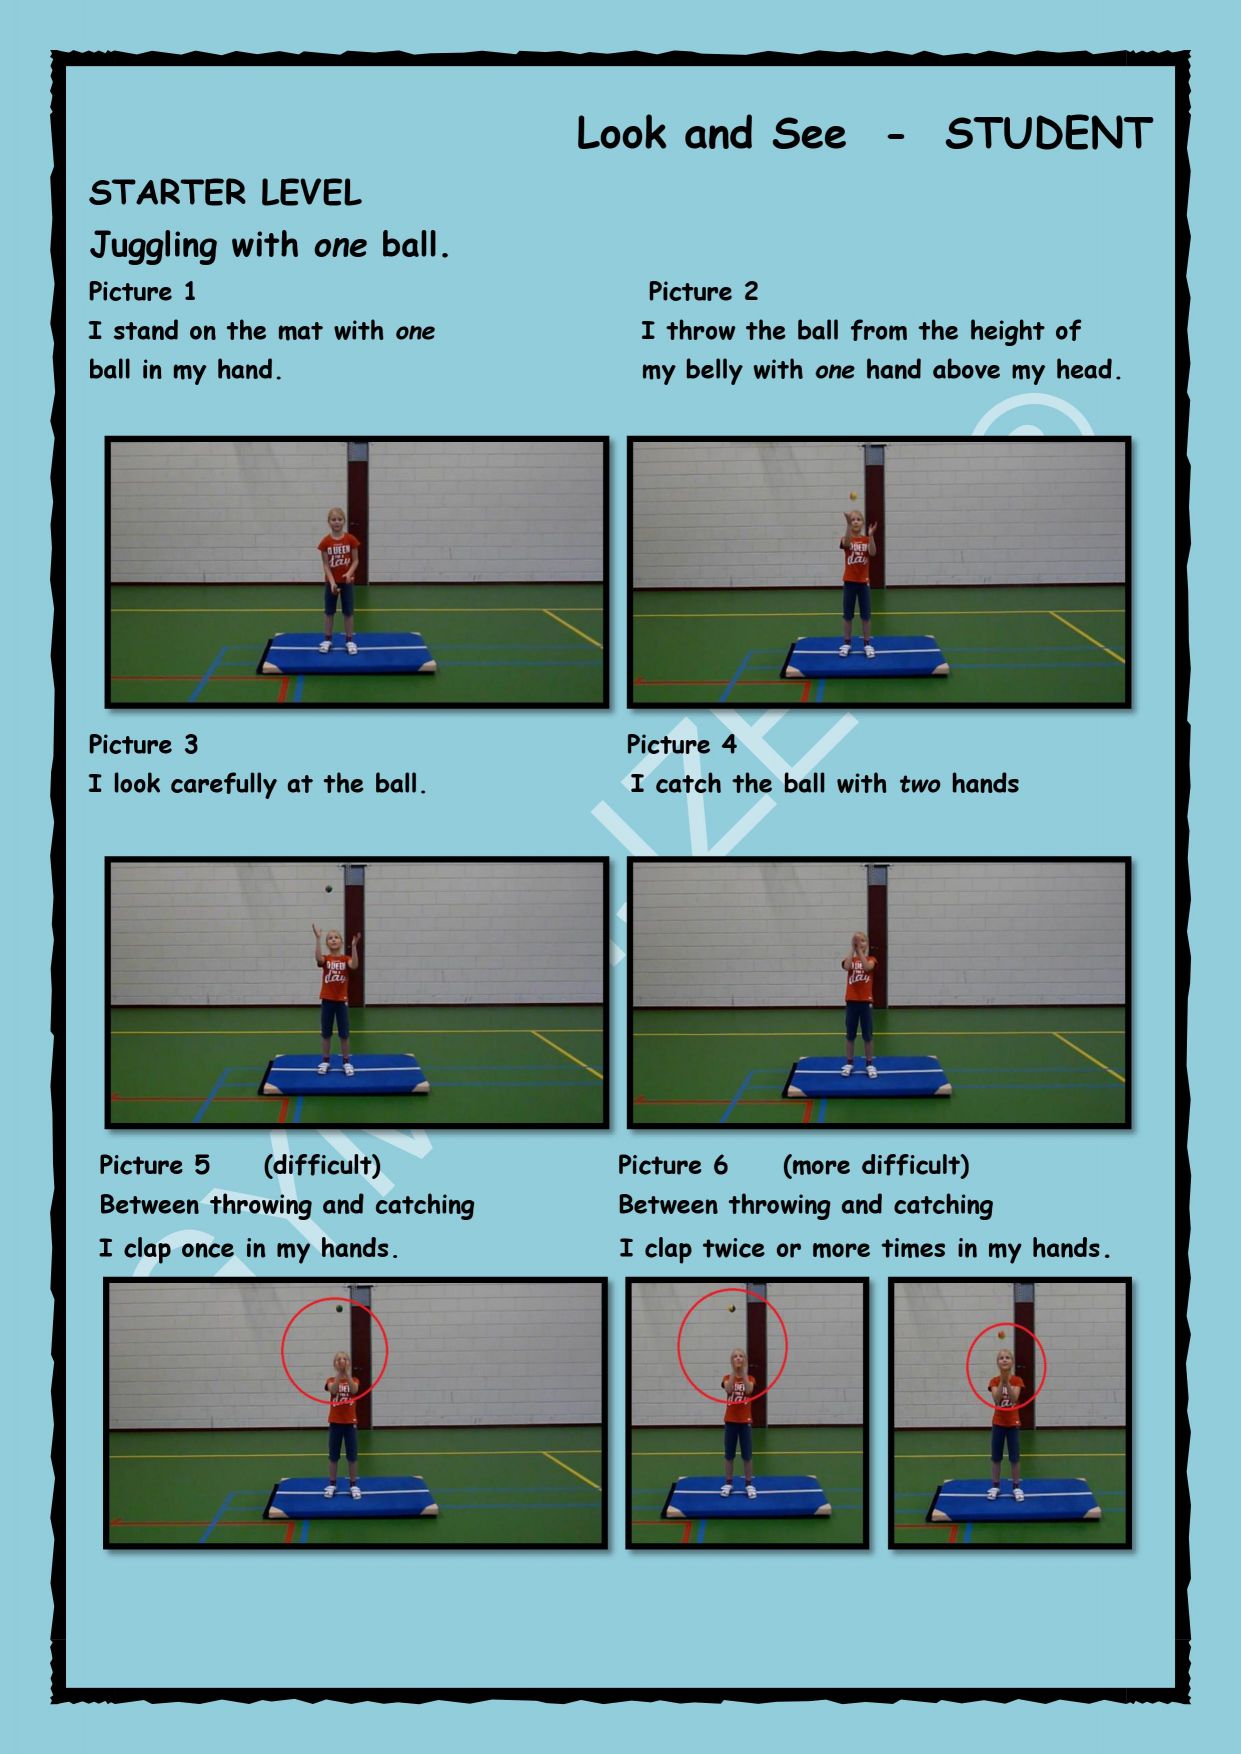 Look and See - STUDENT
STARTER LEVEL
Juggling with one ball.
Picture 1
I stand on the mat with one
ball in my hand.
Picture 2
I throw the ball from the height of
my belly with one hand above my head.
Picture 3
I look carefully at the ball.
Picture 4
I catch the ball with two hands
Picture 5 (difficult)
Between throwing and catching
I clap once in my hands.
Picture 6 (more difficult)
Between throwing and catching
I clap twice or more times in my hands.